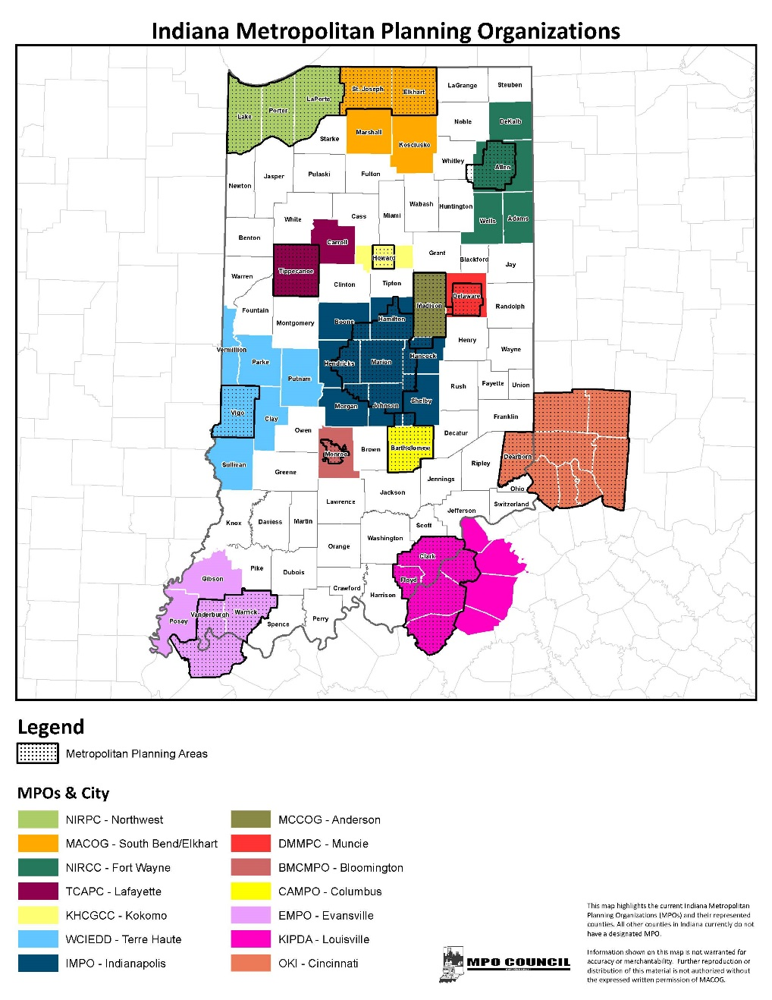 Indiana Metropolitan Planning Organizations
LaGrange
Steuben
St. Joseph
Elkhart
LaPorte
Porter
Lake
Noble
DeKalb
Marshall
Starke
Kosciusko
Whitley
Allen
Fulton
Pulaski
Jasper
Newton
Wabash
Huntington
Miami
Cass
White
Wells
Adams
Benton
Carroll
Grant
Howard
Blackford
Jay
Tippecanoe
Warren
Clinton
Tipton
Delaware
Madison
Randolph
Fountain
Montgomery
Boone
Hamilton
Henry
Wayne
Vermillion
Parke
Hendricks
Marion
Hancock
Putnam
Rush
Fayette
Union
Shelby
Morgan
Johnson
Vigo
Clay
Franklin
Owen
Decatur
Bartholomew
Brown
Monroe
Dearborn
Ripley
Sullivan
Greene
Jennings
Ohio
Jackson
Lawrence
Switzerland
Jefferson
Knox
Daviess
Martin
Scott
Washington
Orange
Clark
Pike
Dubois
Gibson
Floyd
Crawford
Harrison
Vanderburgh
Warrick
Posey
Spence
Perry
Legend
Metropolitan Planning Areas
MPOs & City
NIRPC - Northwest
MACOG - South Bend/Elkhart
NIRCC - Fort Wayne
TCAPC - Lafayette
KHCGCC - Kokomo
WCIEDD - Terre Haute
IMPO - Indianapolis
MCCOG - Anderson
DMMPC - Muncie
BMCMPO - Bloomington
CAMPO - Columbus
EMPO - Evansville
KIPDA - Louisville
OKI - Cincinnati
MPO COUNCIL
This map highlights the current Indiana Metropolitan
Planning Organizations (MPOs) and their represented
counties. All other counties in Indiana currently do not
have a designated MPO.
Information shown on this map is not warranted for
accuracy or merchantability. Further reproduction or
distribution of this material is not authorized without
the expressed written permission of MACOG.